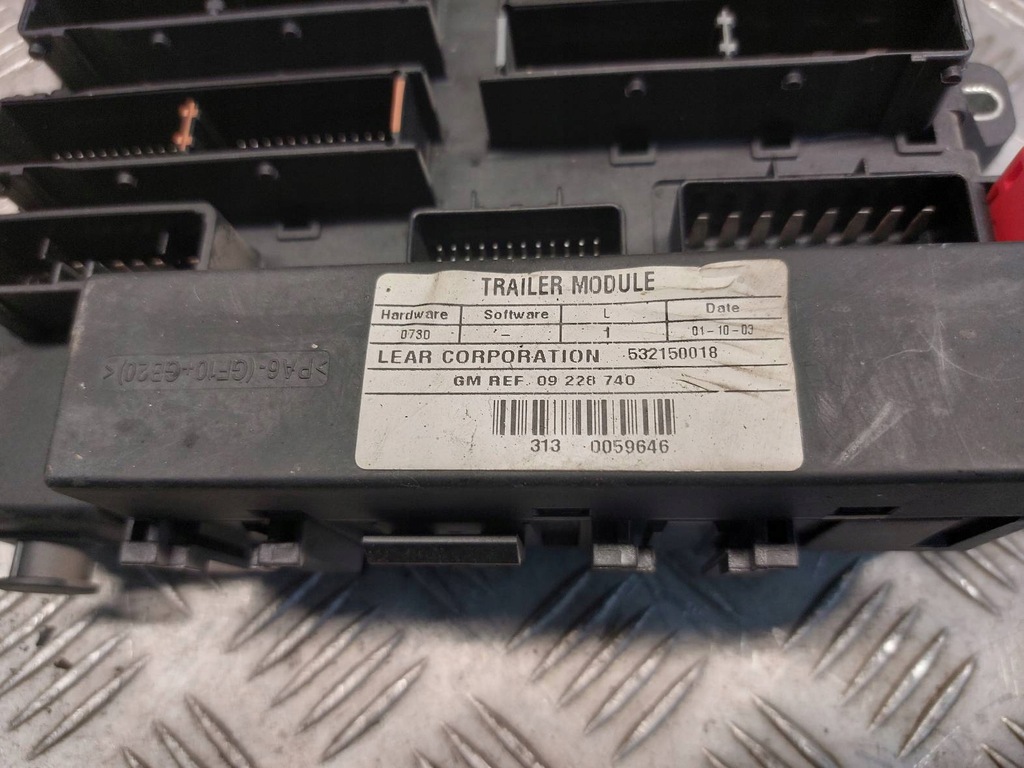 TRAILER MODULE
Hardware Software L Date
0730 - 1 01-10-03
LEAR CORPORATION 532150018
GM REF. 09 228 740
313 0059646
>PA6-(GF10+GB20)<